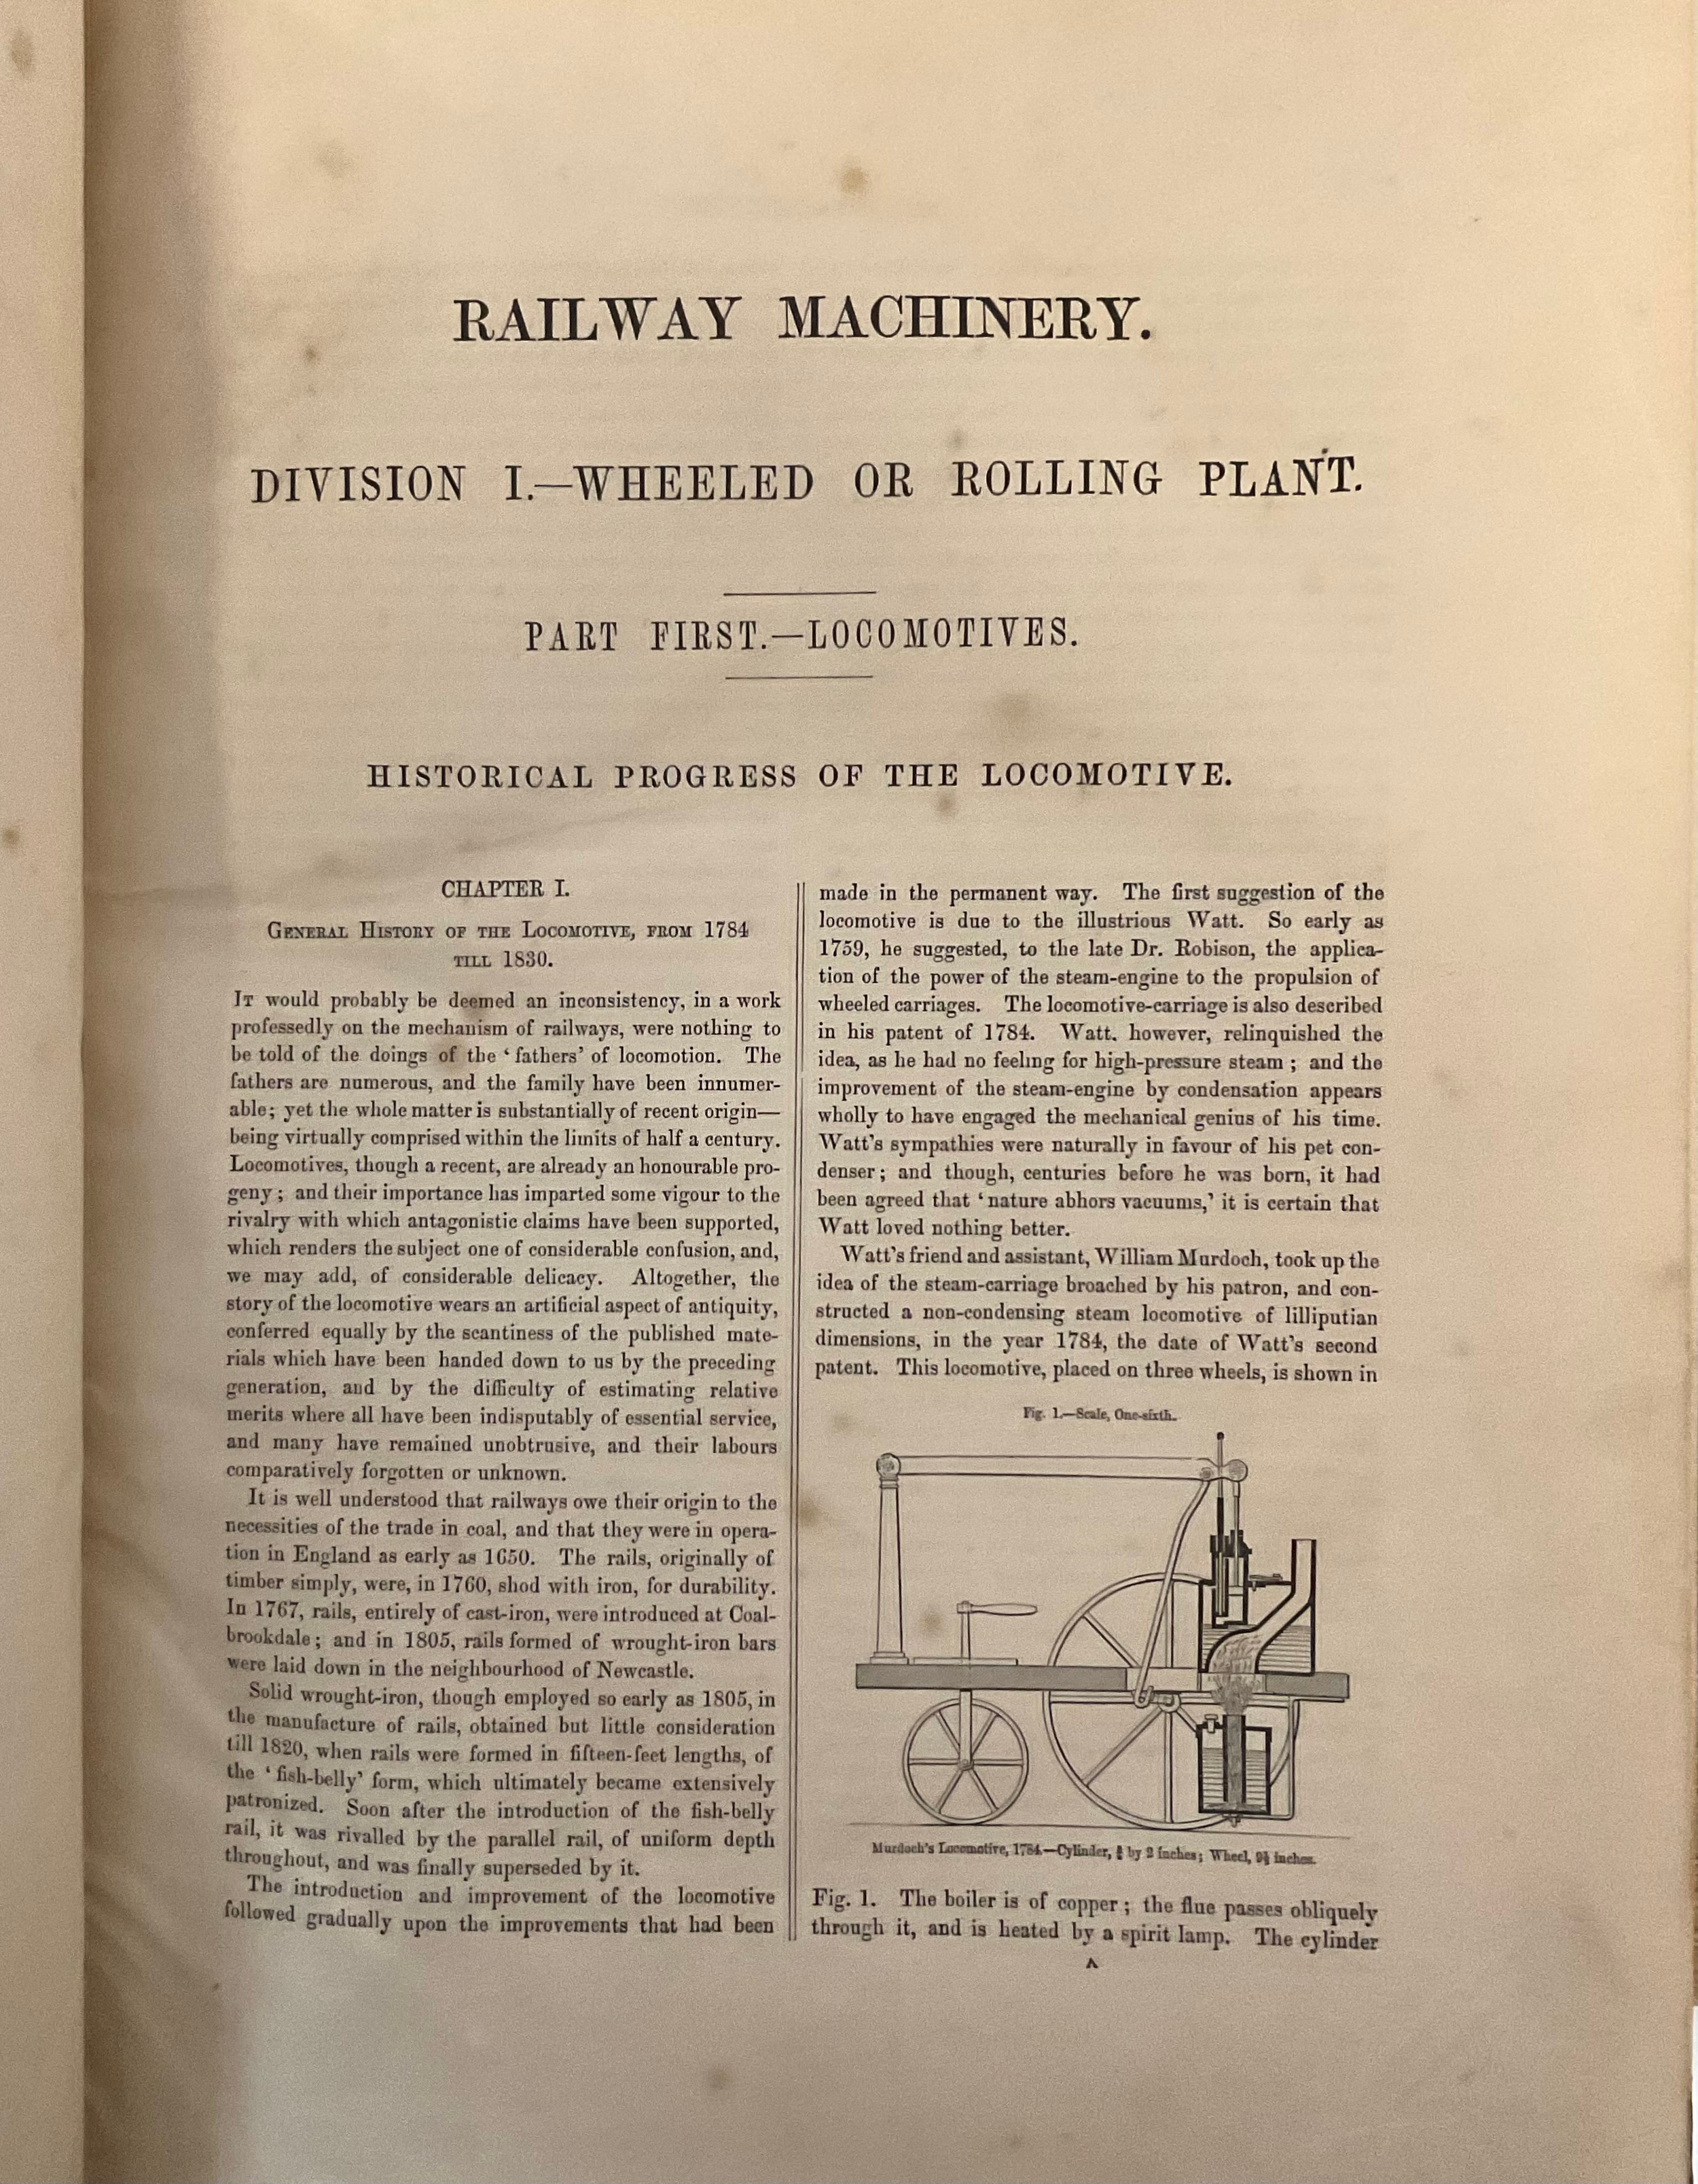 RAILWAY MACHINERY.
DIVISION I.—WHEELED OR ROLLING PLANT.
PART FIRST.—LOCOMOTIVES.
HISTORICAL PROGRESS OF THE LOCOMOTIVE.
CHAPTER I.
General History of the Locomotive, from 1784
till 1830.
It would probably be deemed an inconsistency, in a work
professedly on the mechanism of railways, were nothing to
be told of the doings of the ‘fathers’ of locomotion. The
fathers are numerous, and the family have been innumer-
able; yet the whole matter is substantially of recent origin—
being virtually comprised within the limits of half a century.
Locomotives, though a recent, are already an honourable pro-
geny; and their importance has imparted some vigour to the
rivalry with which antagonistic claims have been supported,
which renders the subject one of considerable confusion, and,
we may add, of considerable delicacy. Altogether, the
story of the locomotive wears an artificial aspect of antiquity,
conferred equally by the scantiness of the published mate-
rials which have been handed down to us by the preceding
generation, and by the difficulty of estimating relative
merits where all have been indisputably of essential service,
and many have remained unobtrusive, and their labours
comparatively forgotten or unknown.
It is well understood that railways owe their origin to the
necessities of the trade in coal, and that they were in opera-
tion in England as early as 1650. The rails, originally of
timber simply, were, in 1760, shod with iron, for durability.
In 1767, rails, entirely of cast-iron, were introduced at Coal-
brookdale; and in 1805, rails formed of wrought-iron bars
were laid down in the neighbourhood of Newcastle.
Solid wrought-iron, though employed so early as 1805, in
the manufacture of rails, obtained but little consideration
till 1820, when rails were formed in fifteen-feet lengths, of
the ‘fish-belly’ form, which ultimately became extensively
patronized. Soon after the introduction of the fish-belly
rail, it was rivalled by the parallel rail, of uniform depth
throughout, and was finally superseded by it.
The introduction and improvement of the locomotive
followed gradually upon the improvements that had been
made in the permanent way. The first suggestion of the
locomotive is due to the illustrious Watt. So early as
1759, he suggested, to the late Dr. Robison, the applica-
tion of the power of the steam-engine to the propulsion of
wheeled carriages. The locomotive-carriage is also described
in his patent of 1784. Watt. however, relinquished the
idea, as he had no feeling for high-pressure steam; and the
improvement of the steam-engine by condensation appears
wholly to have engaged the mechanical genius of his time.
Watt’s sympathies were naturally in favour of his pet con-
denser; and though, centuries before he was born, it had
been agreed that ‘nature abhors vacuums,’ it is certain that
Watt loved nothing better.
Watt’s friend and assistant, William Murdoch, took up the
idea of the steam-carriage broached by his patron, and con-
structed a non-condensing steam locomotive of lilliputian
dimensions, in the year 1784, the date of Watt’s second
patent. This locomotive, placed on three wheels, is shown in
Fig. 1.—Scale, One-sixth.
Murdoch’s Locomotive, 1784.—Cylinder, ¾ by 2 inches; Wheel, 9½ inches.
Fig. 1. The boiler is of copper; the flue passes obliquely
through it, and is heated by a spirit lamp. The cylinder
A